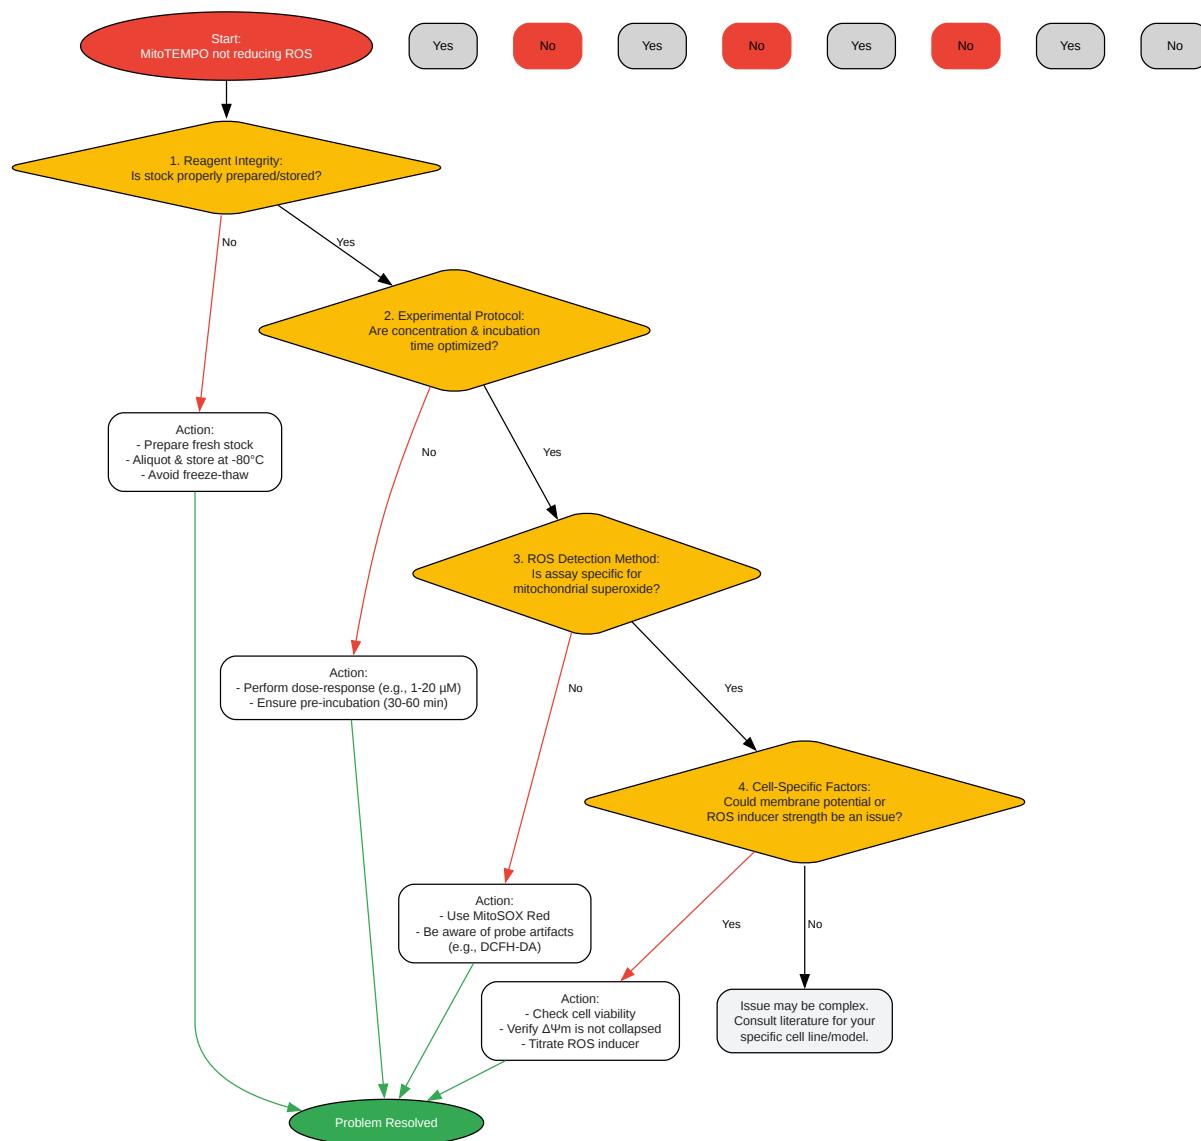 Start:
MitoTEMPO not reducing ROS
Yes
No
Yes
No
Yes
No
Yes
No
1. Reagent Integrity:
Is stock properly prepared/stored?
No
Yes
2. Experimental Protocol:
Are concentration & incubation
time optimized?
Action:
- Prepare fresh stock
- Aliquot & store at -80°C
- Avoid freeze-thaw
No
Yes
3. ROS Detection Method:
Is assay specific for
mitochondrial superoxide?
Action:
- Perform dose-response (e.g., 1-20 µM)
- Ensure pre-incubation (30-60 min)
No
Yes
4. Cell-Specific Factors:
Could membrane potential or
ROS inducer strength be an issue?
Action:
- Use MitoSOX Red
- Be aware of probe artifacts
(e.g., DCFH-DA)
Yes
No
Action:
- Check cell viability
- Verify ΔΨm is not collapsed
- Titrate ROS inducer
Issue may be complex.
Consult literature for your
specific cell line/model.
Problem Resolved